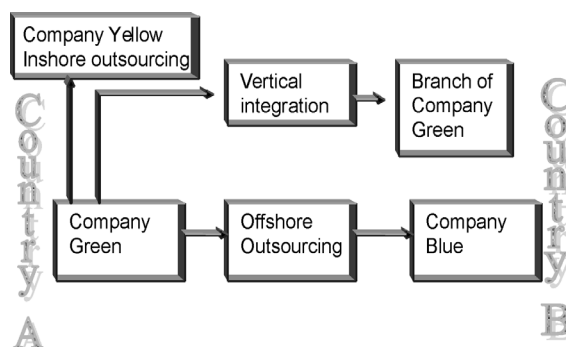 Company Yellow
Inshore outsourcing
Vertical
integration
Branch of
Company
Green
Company
Green
Offshore
Outsourcing
Company
Blue
Country A
Country B